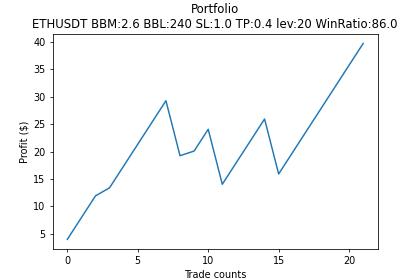 Portfolio
ETHUSDT BBM:2.6 BBL:240 SL:1.0 TP:0.4 lev:20 WinRatio:86.0
40
35
30
25
20
15
10
5
Profit ($)
0 5 10 15 20
Trade counts